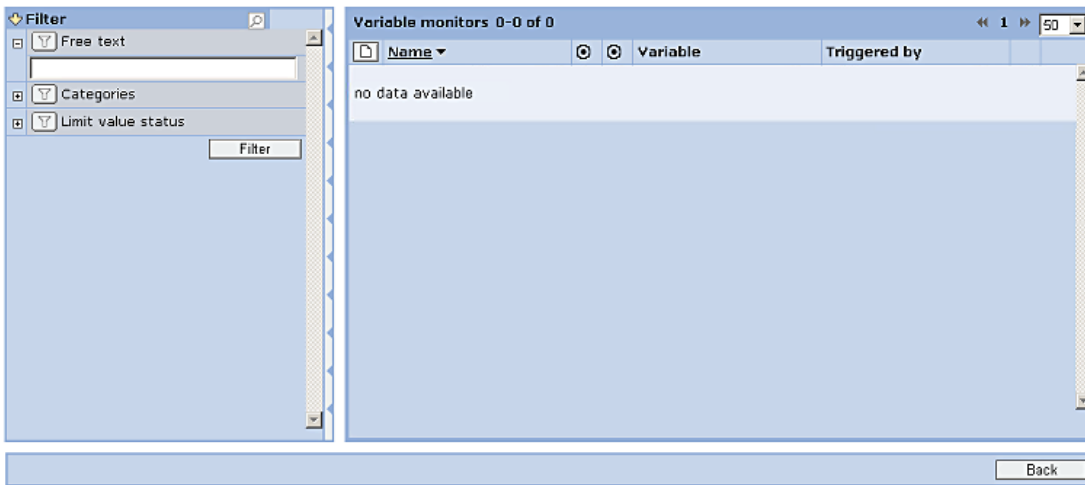 Filter
Free text
Categories
Limit value status
Filter
Variable monitors 0-0 of 0
1
50
Name
Variable
Triggered by
no data available
Back